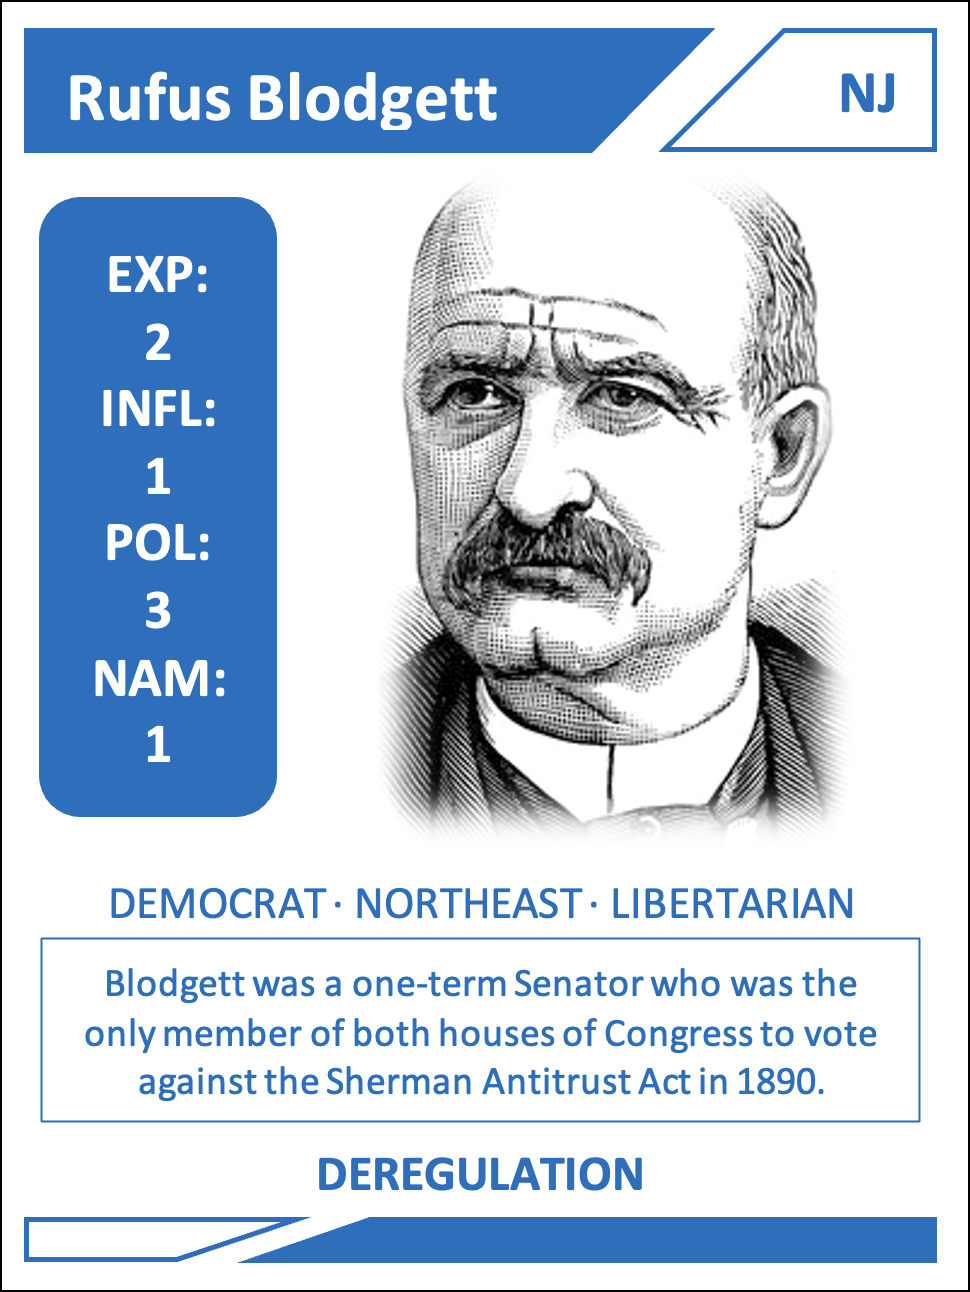 Rufus Blodgett
NJ
EXP:
2
INFL:
1
POL:
3
NAM:
1
DEMOCRAT · NORTHEAST · LIBERTARIAN
Blodgett was a one-term Senator who was the
only member of both houses of Congress to vote
against the Sherman Antitrust Act in 1890.
DEREGULATION